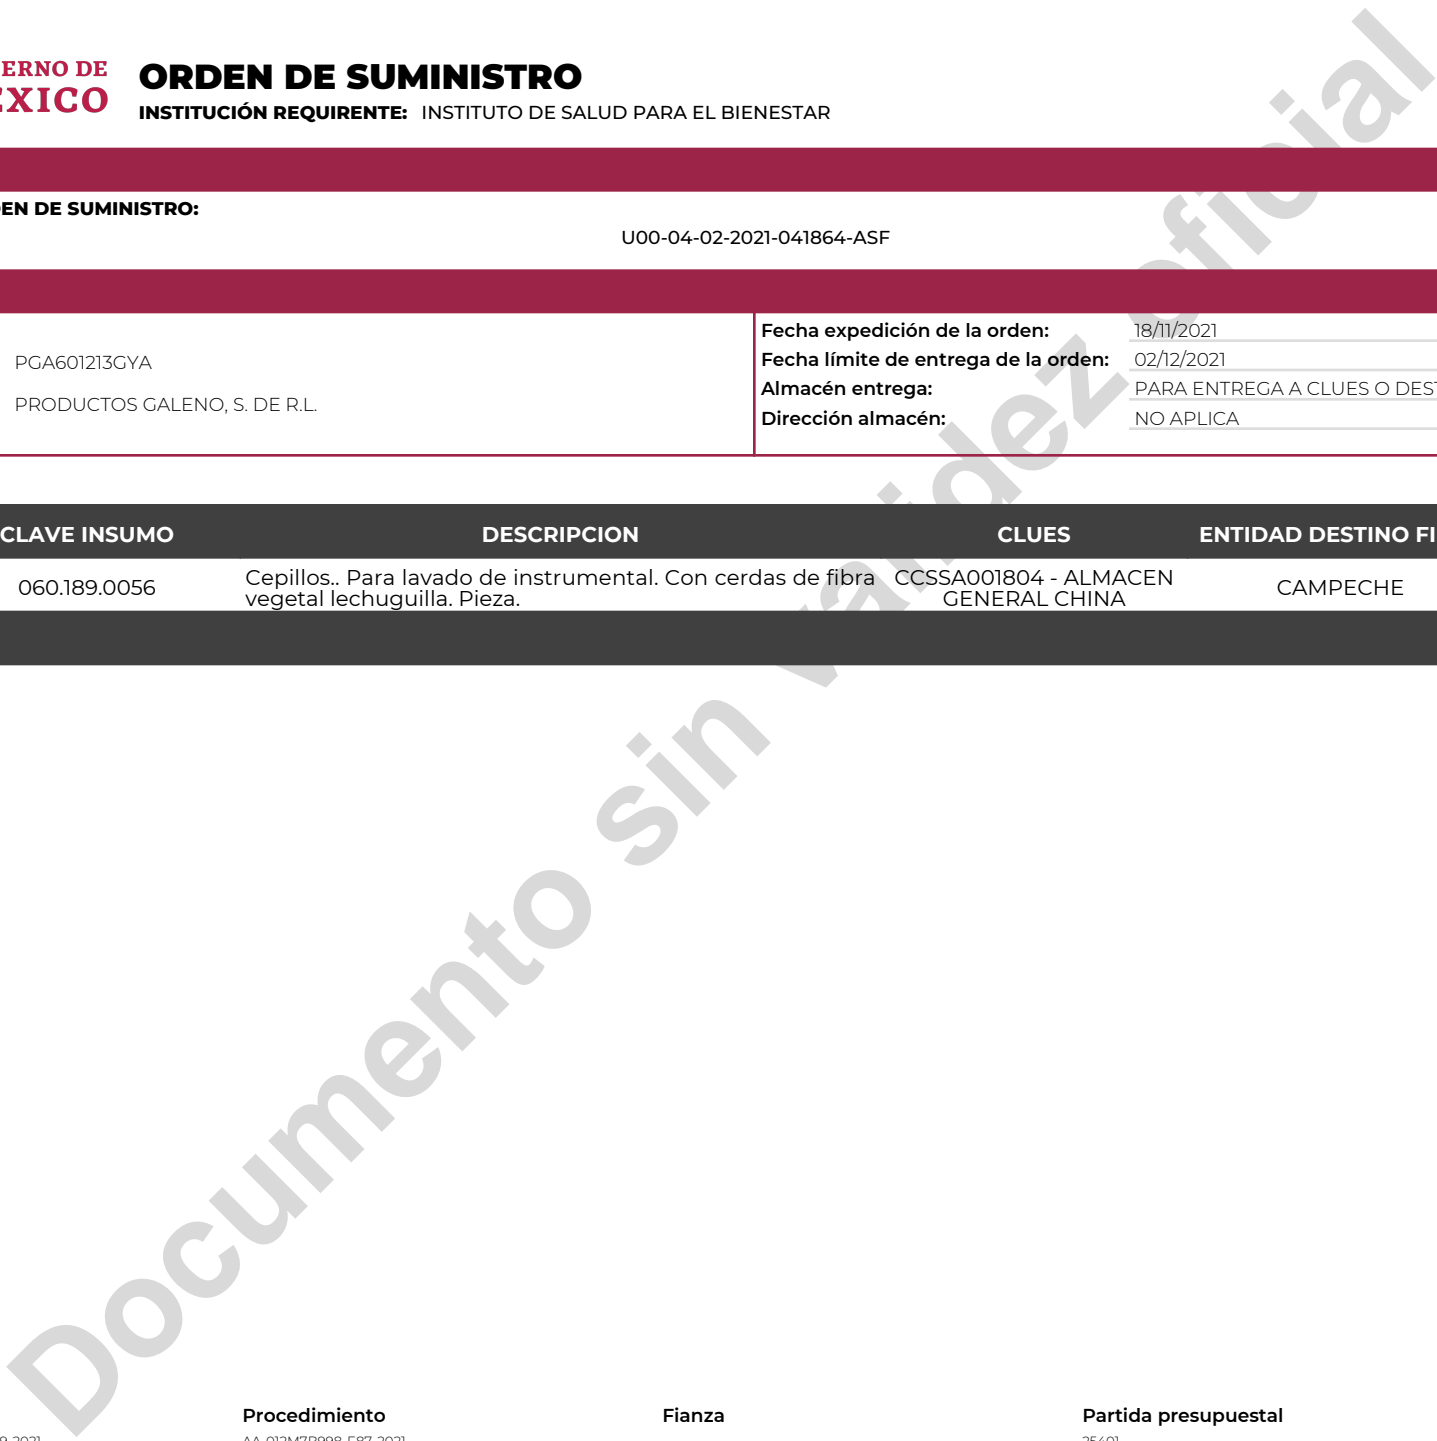 ERNO DE
EXICO
ORDEN DE SUMINISTRO
INSTITUCIÓN REQUIRENTE: INSTITUTO DE SALUD PARA EL BIENESTAR
EN DE SUMINISTRO:
U00-04-02-2021-041864-ASF
PGA601213GYA
PRODUCTOS GALENO, S. DE R.L.
Fecha expedición de la orden: 18/11/2021
Fecha límite de entrega de la orden: 02/12/2021
Almacén entrega: PARA ENTREGA A CLUES O DEST
Dirección almacén: NO APLICA
CLAVE INSUMO DESCRIPCION CLUES ENTIDAD DESTINO FI
060.189.0056 Cepillos.. Para lavado de instrumental. Con cerdas de fibra vegetal lechuguilla. Pieza. CCSSA001804 - ALMACEN GENERAL CHINA CAMPECHE
Documento sin validez oficial
Procedimiento Fianza Partida presupuestal